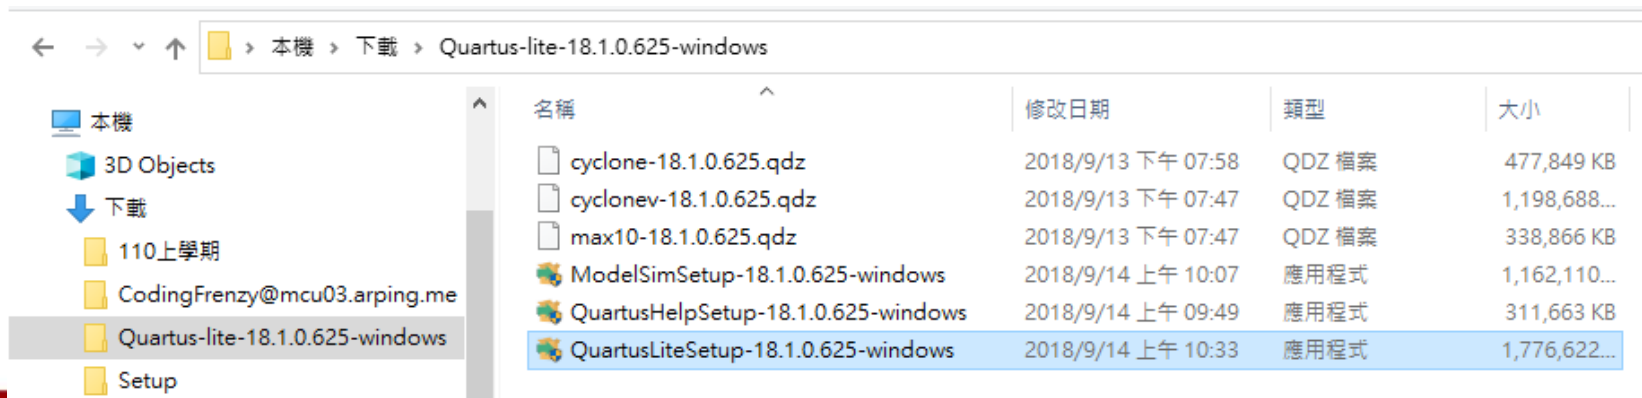 本機 > 下載 > Quartus-lite-18.1.0.625-windows
本機
3D Objects
下載
110上學期
CodingFrenzy@mcu03.arping.me
Quartus-lite-18.1.0.625-windows
Setup
名稱 修改日期 類型 大小
cyclone-18.1.0.625.qdz 2018/9/13 下午 07:58 QDZ 檔案 477,849 KB
cyclonev-18.1.0.625.qdz 2018/9/13 下午 07:47 QDZ 檔案 1,198,688...
max10-18.1.0.625.qdz 2018/9/13 下午 07:47 QDZ 檔案 338,866 KB
ModelSimSetup-18.1.0.625-windows 2018/9/14 上午 10:07 應用程式 1,162,110...
QuartusHelpSetup-18.1.0.625-windows 2018/9/14 上午 09:49 應用程式 311,663 KB
QuartusLiteSetup-18.1.0.625-windows 2018/9/14 上午 10:33 應用程式 1,776,622...